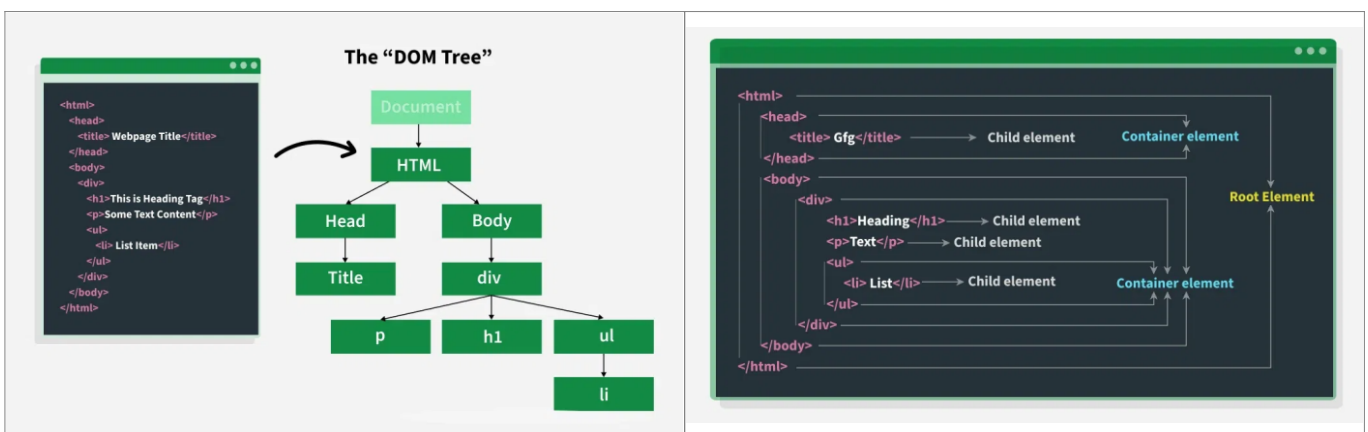 <html>
<head>
<title> Webpage Title</title>
</head>
<body>
<div>
<h1>This is Heading Tag</h1>
<p>Some Text Content</p>
<ul>
<li> List Item</li>
</ul>
</div>
</body>
</html>
The “DOM Tree”
Document
HTML
Head Body
Title div
p h1 ul
li
<html>
<head>
<title> Gfg</title> Child element Container element
</head>
<body>
<div> Root Element
<h1>Heading</h1> Child element
<p>Text</p> Child element
<ul>
<li> List</li> Child element Container element
</ul>
</div>
</body>
</html>